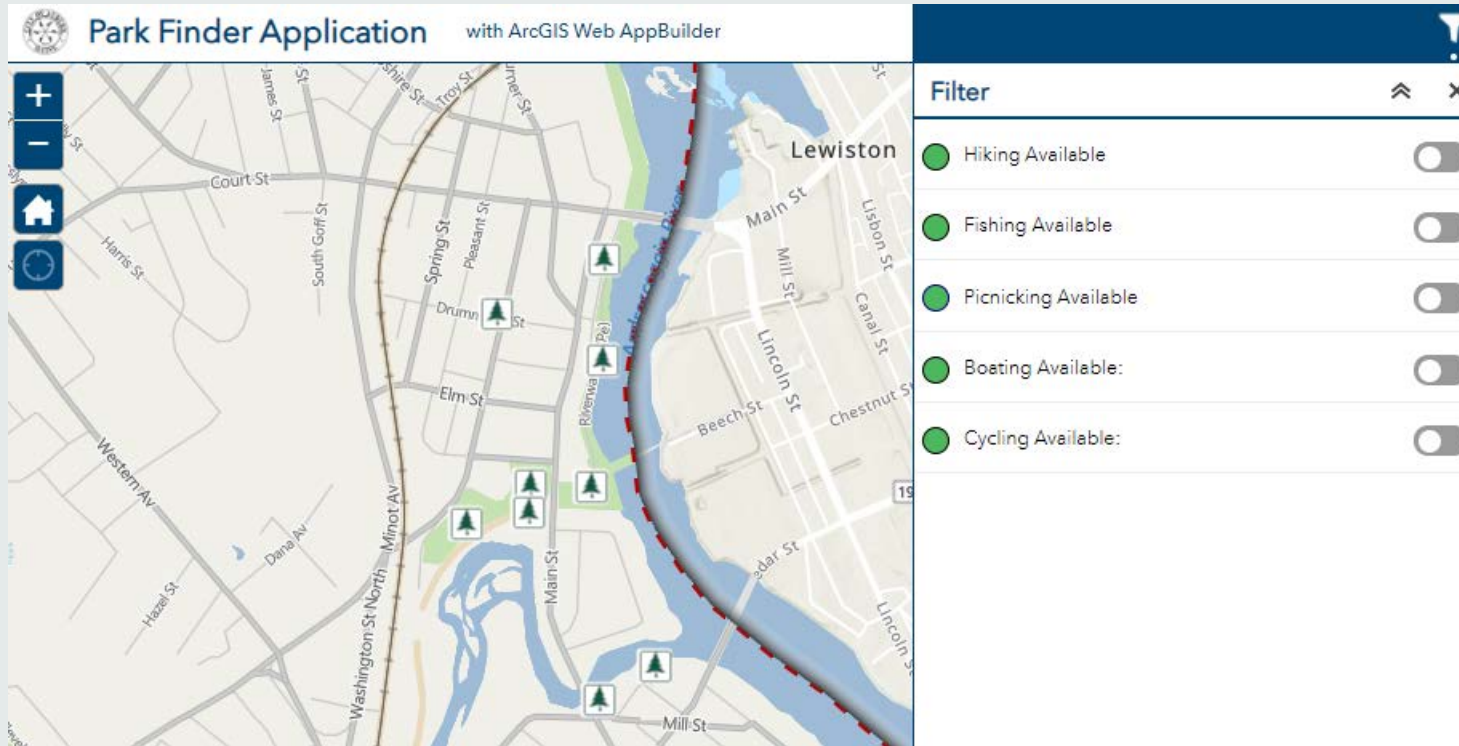 Park Finder Application with ArcGIS Web AppBuilder
Filter
Hiking Available
Fishing Available
Picnicking Available
Boating Available:
Cycling Available:
+
−
James St
Troy St
Lewiston
Court St
Main St
Lisbon St
Harris St
South Goff St
Spring St
Pleasant St
Mill St
Canal St
St
Elm St
Lincoln St
Beech St
Chestnut S
Western Av
19
Minot Av
Dana Av
Main St
Hazel St
Washington St North
Lincoln S
Mill St